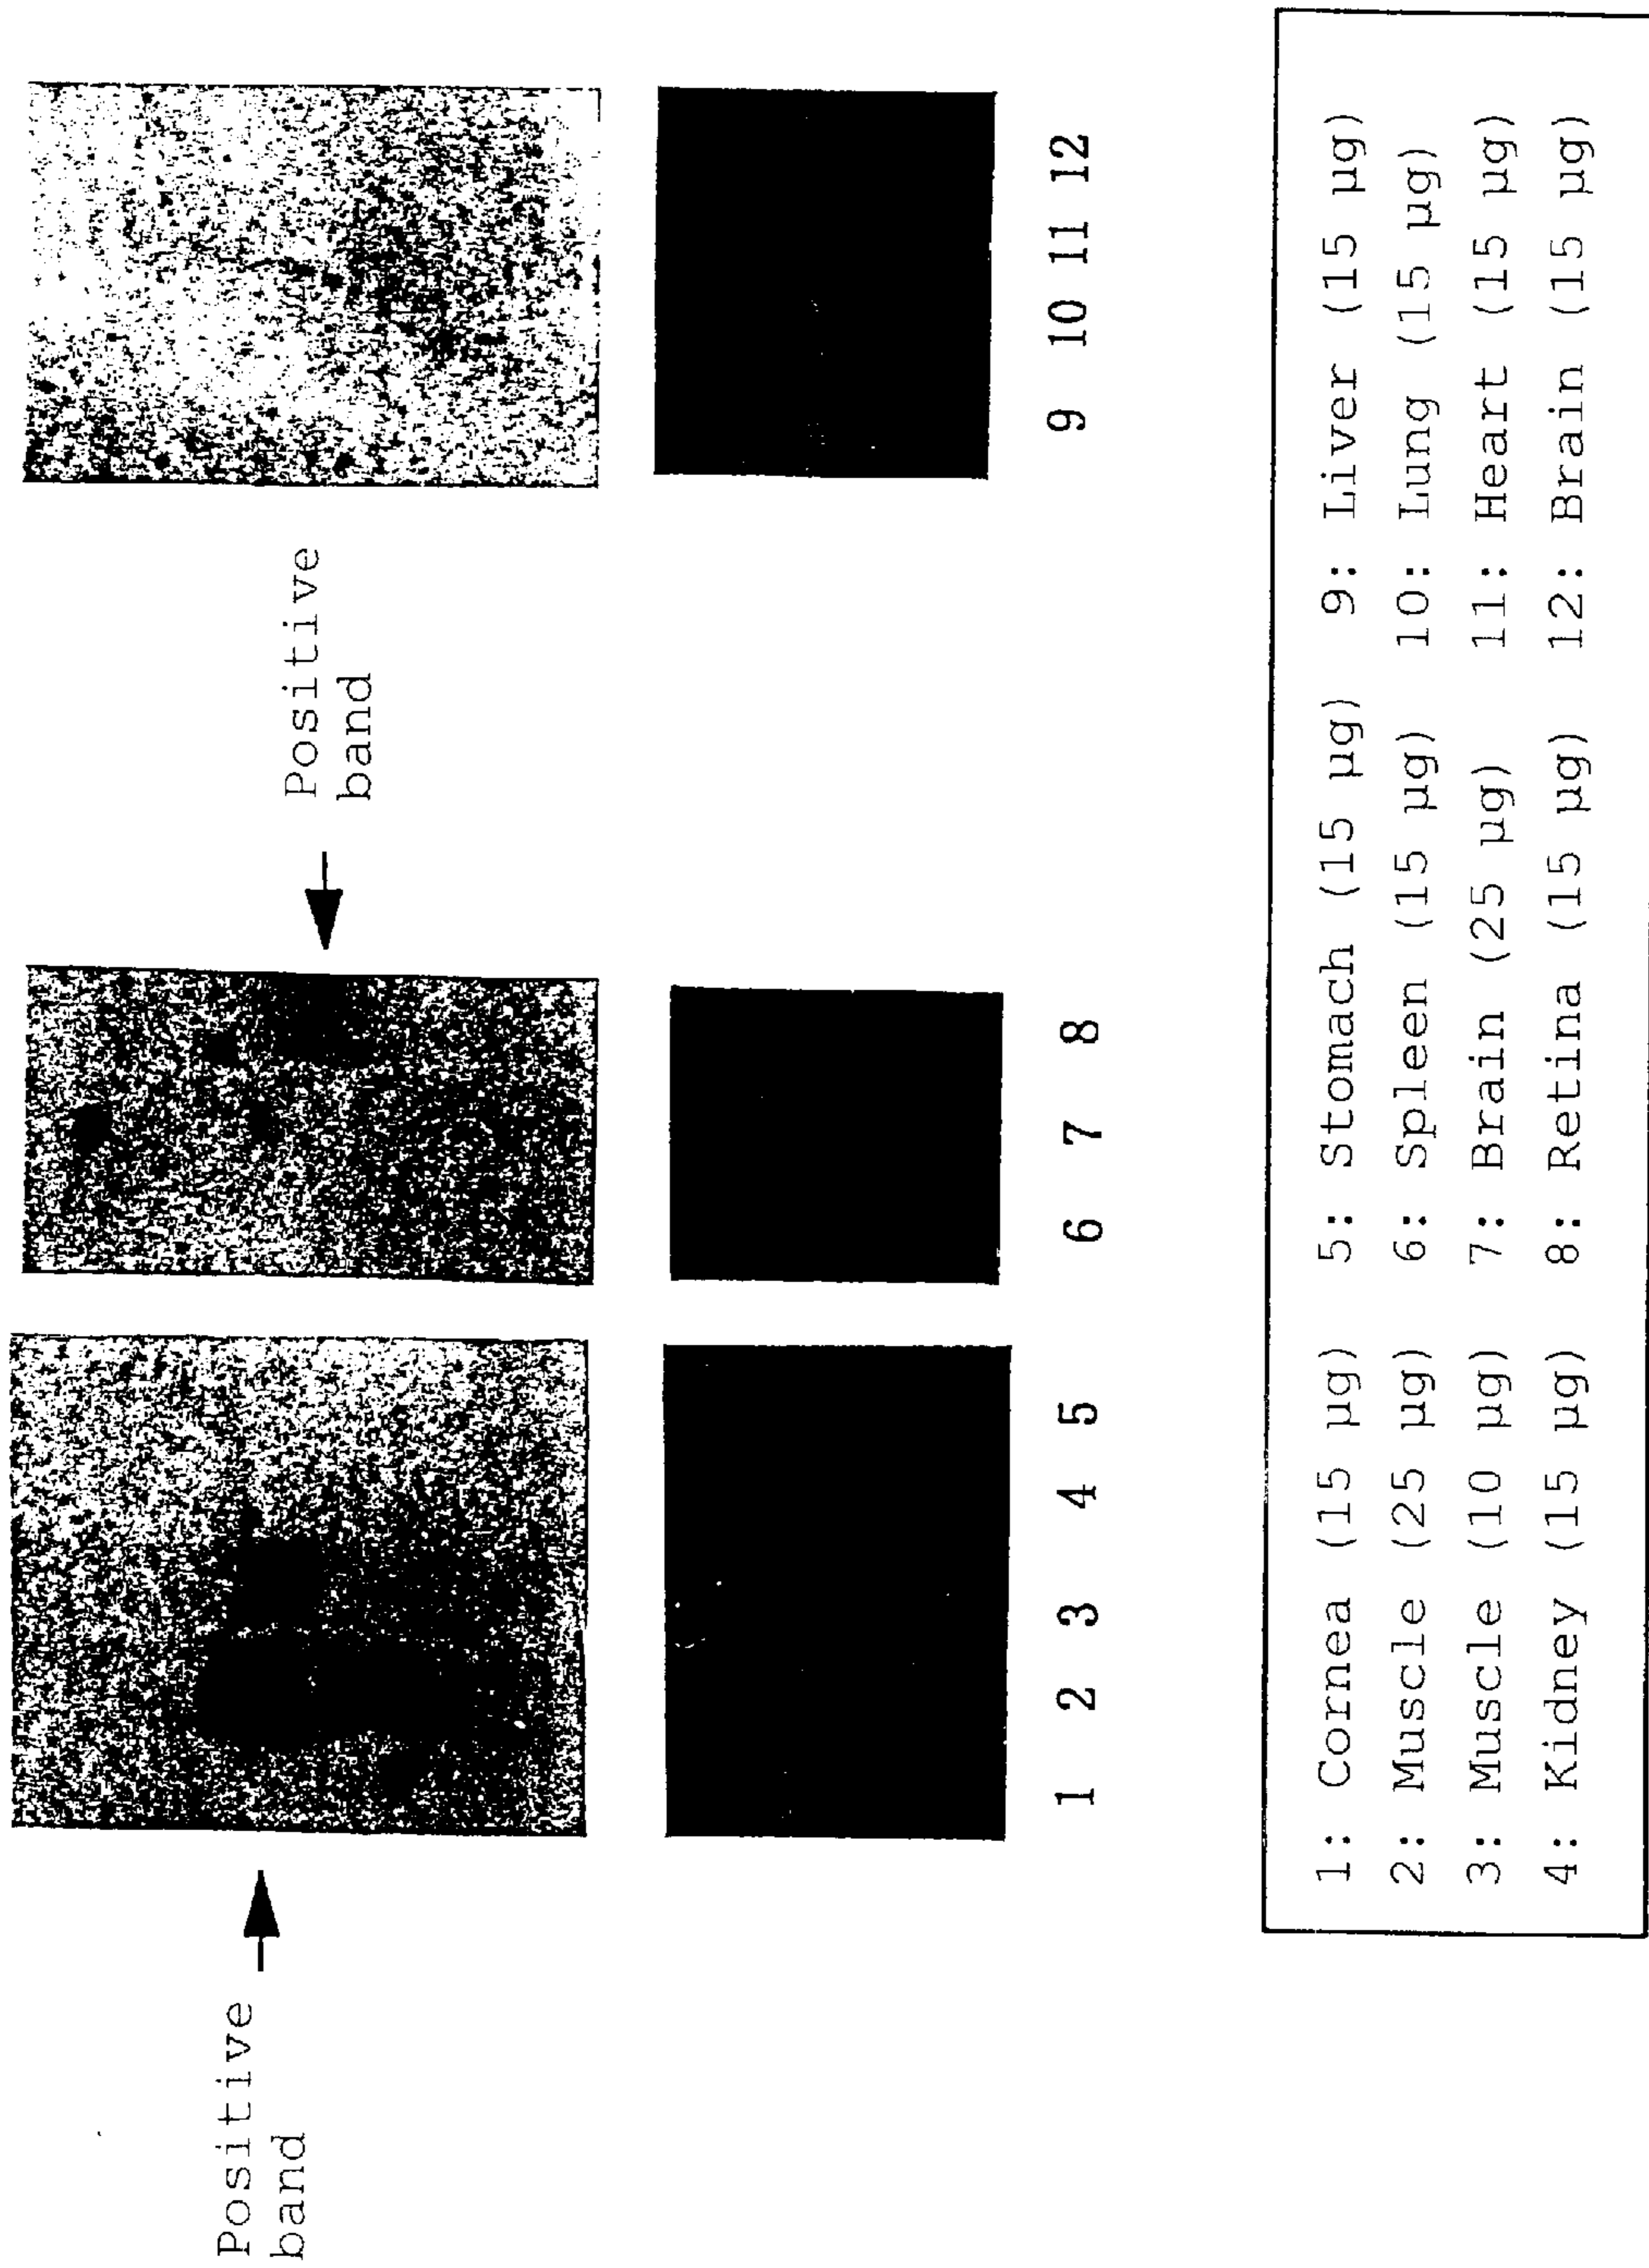 Positive
band
Positive
band
1 2 3 4 5 6 7 8 9 10 11 12
1: Cornea (15 µg) 5: Stomach (15 µg) 9: Liver (15 µg)
2: Muscle (25 µg) 6: Spleen (15 µg) 10: Lung (15 µg)
3: Muscle (10 µg) 7: Brain (25 µg) 11: Heart (15 µg)
4: Kidney (15 µg) 8: Retina (15 µg) 12: Brain (15 µg)